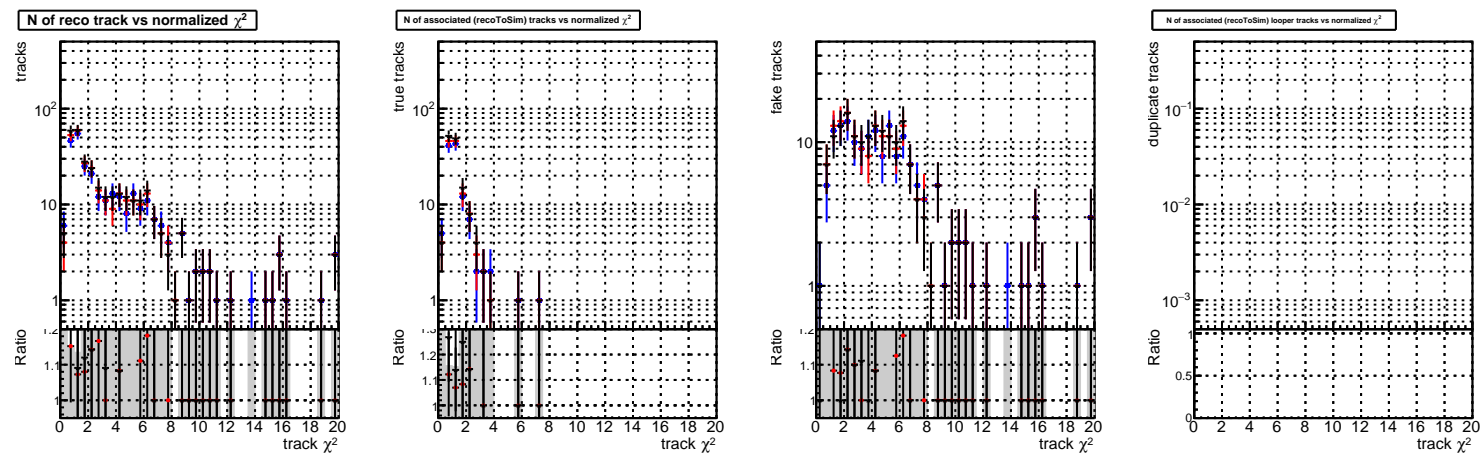 N of reco track vs normalized χ²
tracks
10²
10
1
Ratio
1.2
1.1
1
0 2 4 6 8 10 12 14 16 18 20
track χ²
N of associated (recoToSim) tracks vs normalized χ²
true tracks
10²
10
1
Ratio
1.3
1.2
1.1
1
0 2 4 6 8 10 12 14 16 18 20
track χ²
fake tracks
10
1
Ratio
1.2
1.1
1
0 2 4 6 8 10 12 14 16 18 20
track χ²
N of associated (recoToSim) looper tracks vs normalized χ²
duplicate tracks
10⁻¹
10⁻²
10⁻³
Ratio
1
0.5
0
0 2 4 6 8 10 12 14 16 18 20
track χ²